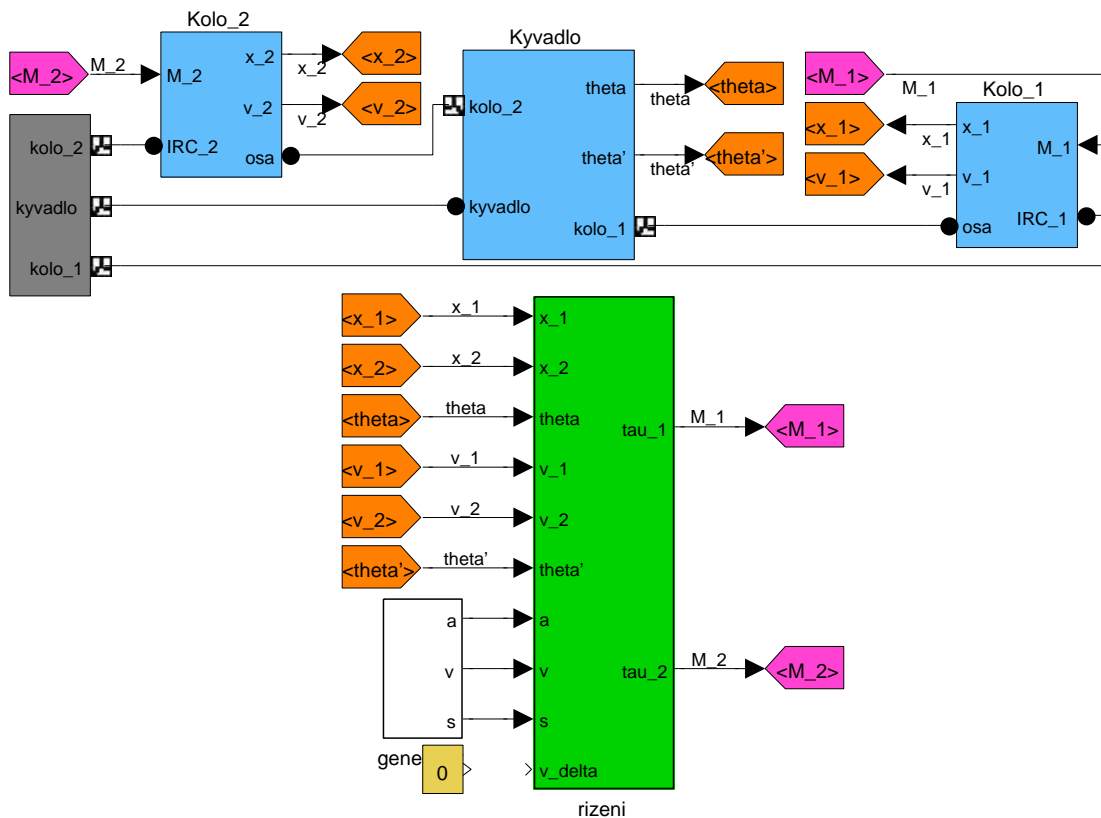 Kolo_2
<M_2>
M_2
M_2
x_2
x_2
<x_2>
v_2
v_2
<v_2>
IRC_2
osa
kolo_2
kyvadlo
kolo_1
Kyvadlo
kolo_2
theta
theta
<theta>
theta'
theta'
<theta'>
kyvadlo
kolo_1
<M_1>
M_1
Kolo_1
<x_1>
x_1
x_1
M_1
<v_1>
v_1
v_1
IRC_1
osa
<x_1>
x_1
x_1
<x_2>
x_2
x_2
<theta>
theta
theta
<v_1>
v_1
v_1
<v_2>
v_2
v_2
<theta'>
theta'
theta'
a
a
v
v
s
s
gene
0
v_delta
tau_1
M_1
<M_1>
tau_2
M_2
<M_2>
rizeni